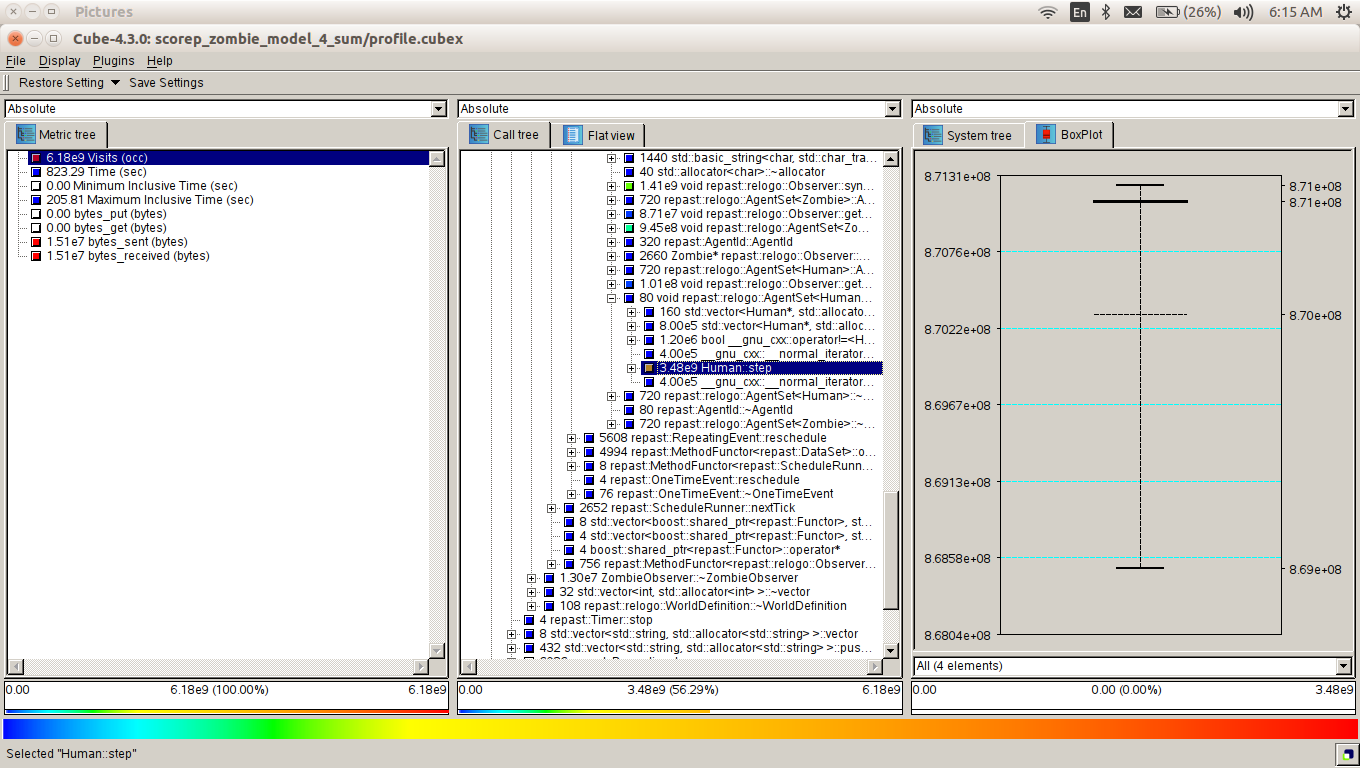 Pictures
En
(26%)
6:15 AM
Cube-4.3.0: scorep_zombie_model_4_sum/profile.cubex
File Display Plugins Help
Restore Setting Save Settings
Absolute
Metric tree
6.18e9 Visits (occ)
823.29 Time (sec)
0.00 Minimum Inclusive Time (sec)
205.81 Maximum Inclusive Time (sec)
0.00 bytes_put (bytes)
0.00 bytes_get (bytes)
1.51e7 bytes_sent (bytes)
1.51e7 bytes_received (bytes)
0.00 6.18e9 (100.00%) 6.18e9
Absolute
Call tree Flat view
1440 std::basic_string<char, std::char_tra...
40 std::allocator<char>::~allocator
1.41e9 void repast::relogo::Observer::syn...
720 repast::relogo::AgentSet<Zombie>::A...
8.71e7 void repast::relogo::Observer::get...
9.45e8 void repast::relogo::AgentSet<Zo...
320 repast::AgentId::AgentId
2660 Zombie* repast::relogo::Observer::...
720 repast::relogo::AgentSet<Human>::A...
1.01e8 void repast::relogo::Observer::get...
80 void repast::relogo::AgentSet<Human...
160 std::vector<Human*, std::allocato...
8.00e5 std::vector<Human*, std::alloc...
1.20e6 bool __gnu_cxx::operator!=<H...
4.00e5 __gnu_cxx::__normal_iterator...
3.48e9 Human::step
4.00e5 __gnu_cxx::__normal_iterator...
720 repast::relogo::AgentSet<Human>::~...
80 repast::AgentId::~AgentId
720 repast::relogo::AgentSet<Zombie>::~...
5608 repast::RepeatingEvent::reschedule
4994 repast::MethodFunctor<repast::DataSet>::o...
8 repast::MethodFunctor<repast::ScheduleRunn...
4 repast::OneTimeEvent::reschedule
76 repast::OneTimeEvent::~OneTimeEvent
2652 repast::ScheduleRunner::nextTick
8 std::vector<boost::shared_ptr<repast::Functor>, st...
4 std::vector<boost::shared_ptr<repast::Functor>, st...
4 boost::shared_ptr<repast::Functor>::operator*
756 repast::MethodFunctor<repast::relogo::Observer...
1.30e7 ZombieObserver::~ZombieObserver
32 std::vector<int, std::allocator<int> >::~vector
108 repast::relogo::WorldDefinition::~WorldDefinition
4 repast::Timer::stop
8 std::vector<std::string, std::allocator<std::string> >::vector
432 std::vector<std::string, std::allocator<std::string> >::pus...
0.00 3.48e9 (56.29%) 6.18e9
Absolute
System tree BoxPlot
8.7131e+08
8.7076e+08
8.7022e+08
8.6967e+08
8.6913e+08
8.6858e+08
8.6804e+08
8.71e+08
8.71e+08
8.70e+08
8.69e+08
All (4 elements)
0.00 0.00 (0.00%) 3.48e9
Selected "Human::step"